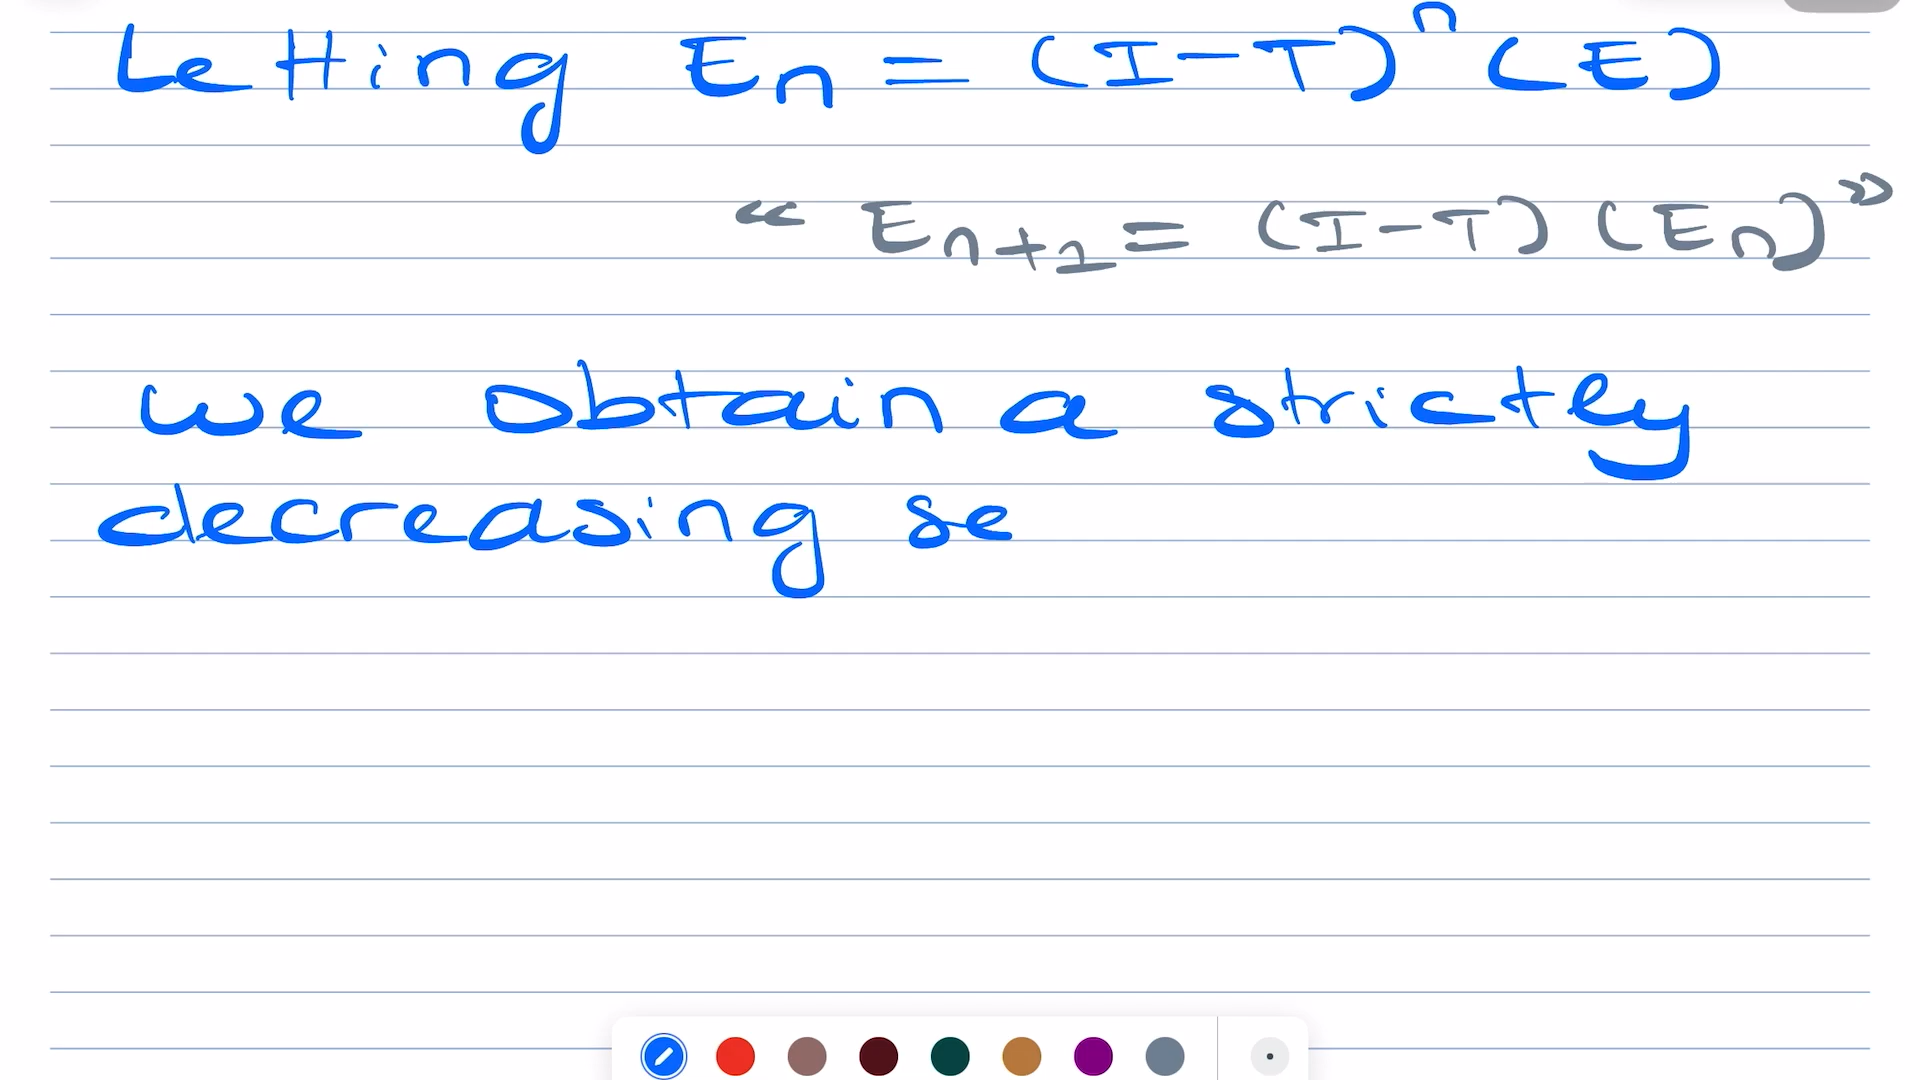 Letting En = (I-T)^n (E)
« En+1 = (I-T) (En) »
we obtain a strictly
decreasing se